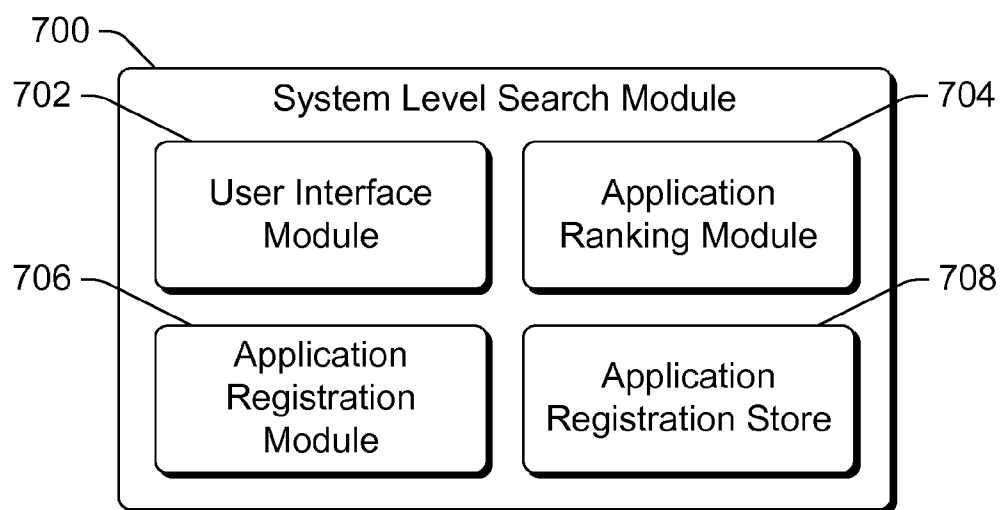 700
System Level Search Module
702
704
User Interface
Module
Application
Ranking Module
706
708
Application
Registration
Module
Application
Registration Store